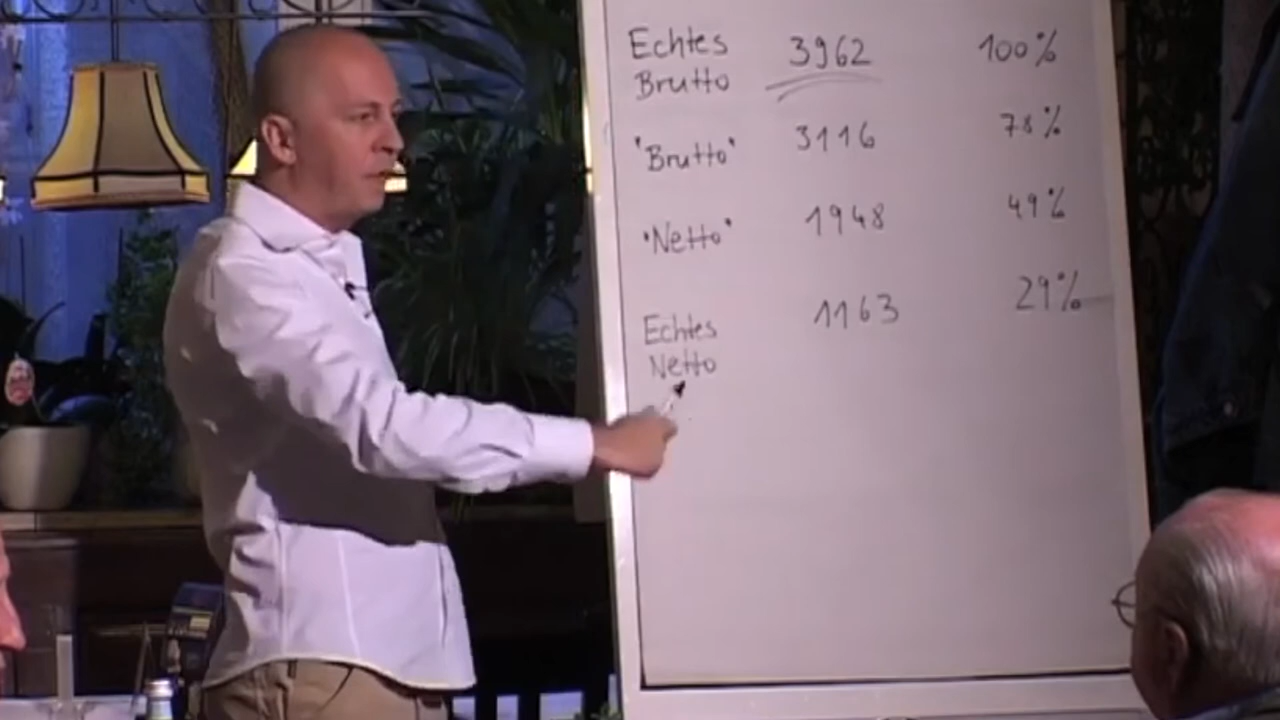 Echtes 3962 100%
Brutto
"Brutto" 3116 78%
"Netto" 1948 49%
Echtes 1163 29%
Netto